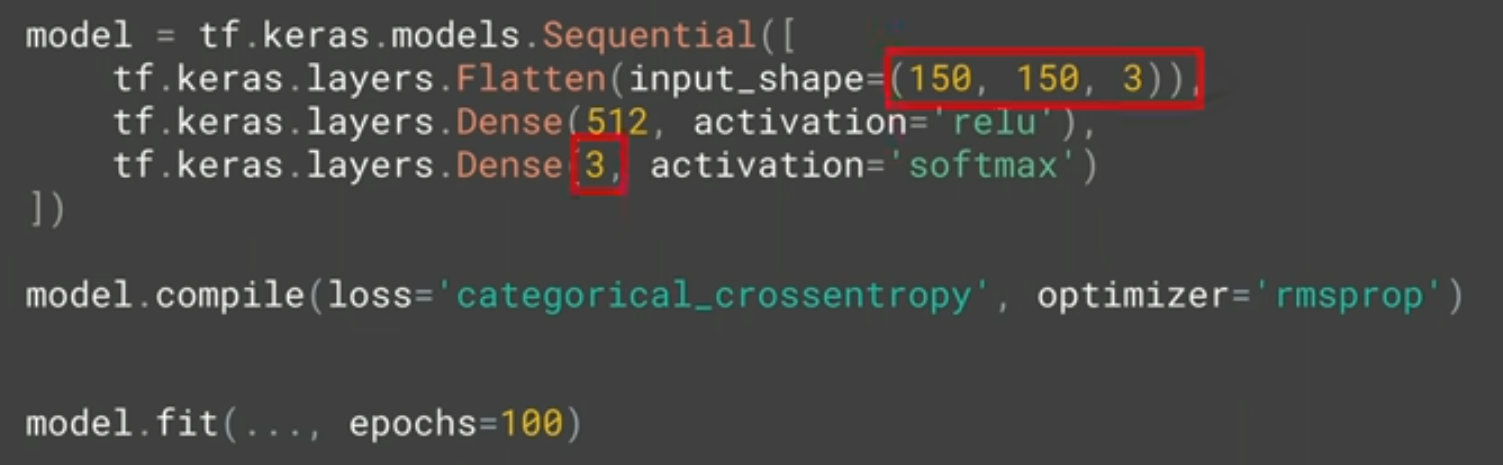 model = tf.keras.models.Sequential([
    tf.keras.layers.Flatten(input_shape=(150, 150, 3)),
    tf.keras.layers.Dense(512, activation='relu'),
    tf.keras.layers.Dense(3, activation='softmax')
])
model.compile(loss='categorical_crossentropy', optimizer='rmsprop')
model.fit(..., epochs=100)